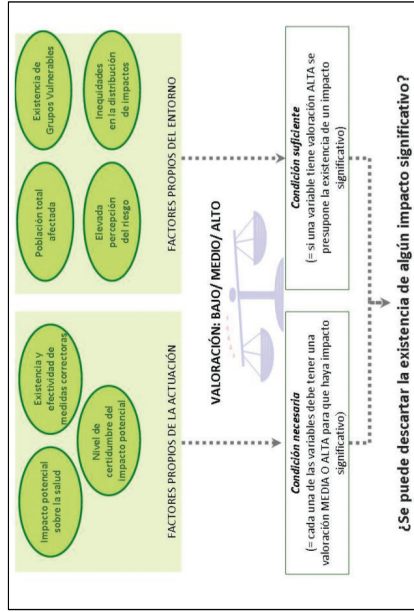 Impacto potencial
sobre la salud
Existencia y
efectividad de
medidas correctoras
Nivel de
certidumbre del
impacto potencial
FACTORES PROPIOS DE LA ACTUACIÓN
Población total
afectada
Existencia de
Grupos Vulnerables
Elevada
percepción
del riesgo
Inequidades
en la distribución
de impactos
FACTORES PROPIOS DEL ENTORNO
VALORACIÓN: BAJO/ MEDIO/ ALTO
Condición necesaria
(= cada una de las variables debe tener una
valoración MEDIA O ALTA para que haya impacto
significativo)
Condición suficiente
(= si una variable tiene valoración ALTA se
presupone la existencia de un impacto
significativo)
¿Se puede descartar la existencia de algún impacto significativo?